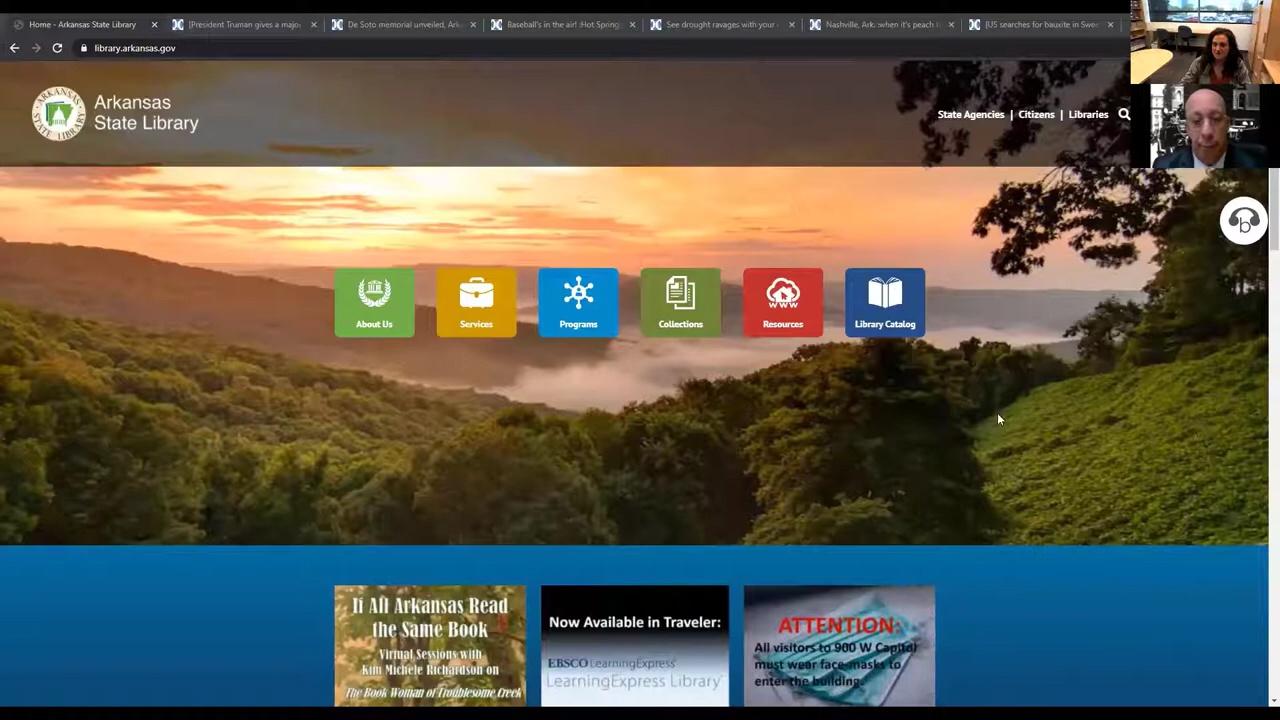 Home - Arkansas State Library
[President Truman gives a majo
De Soto memorial unveiled, Ark
Baseball's in the air! :Hot Spring
See drought ravages with your
Nashville, Ark. :when it's peach t
[US searches for bauxite in Swe
library.arkansas.gov
Arkansas
State Library
State Agencies | Citizens | Libraries
About Us
Services
Programs
Collections
Resources
Library Catalog
If All Arkansas Read
the Same Book
Virtual Sessions with
Kim Michele Richardson on
The Book Woman of Troublesome Creek
Now Available in Traveler:
EBSCO LearningExpress
LearningExpress Library
ATTENTION:
All visitors to 900 W Capitol
must wear face-masks to
enter the building.